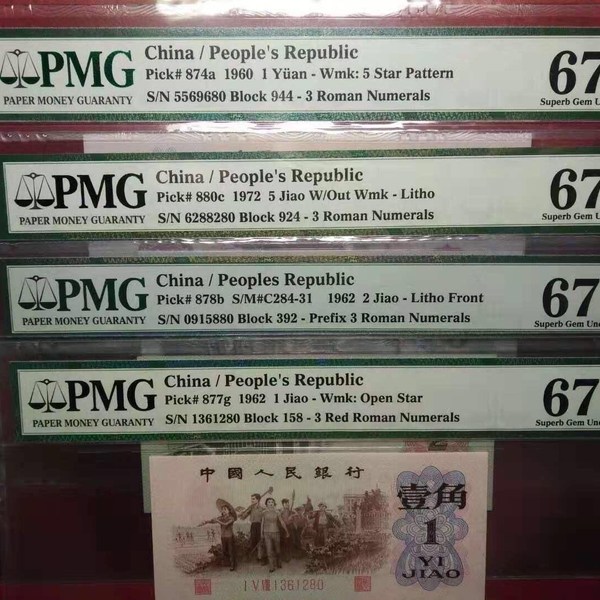 PMG
PAPER MONEY GUARANTY
China / People's Republic
Pick# 874a 1960 1 Yüan - Wmk: 5 Star Pattern
S/N 5569680 Block 944 - 3 Roman Numerals
67
Superb Gem U
PMG
PAPER MONEY GUARANTY
China / People's Republic
Pick# 880c 1972 5 Jiao W/Out Wmk - Litho
S/N 6288280 Block 924 - 3 Roman Numerals
67
Superb Gem U
PMG
PAPER MONEY GUARANTY
China / Peoples Republic
Pick# 878b S/M#C284-31 1962 2 Jiao - Litho Front
S/N 0915880 Block 392 - Prefix 3 Roman Numerals
67
Superb Gem Unc
PMG
PAPER MONEY GUARANTY
China / People's Republic
Pick# 877g 1962 1 Jiao - Wmk: Open Star
S/N 1361280 Block 158 - 3 Red Roman Numerals
67
Superb Gem Unc
中國人民銀行
壹角
1
YI
JIAO
I V VIII 1361280